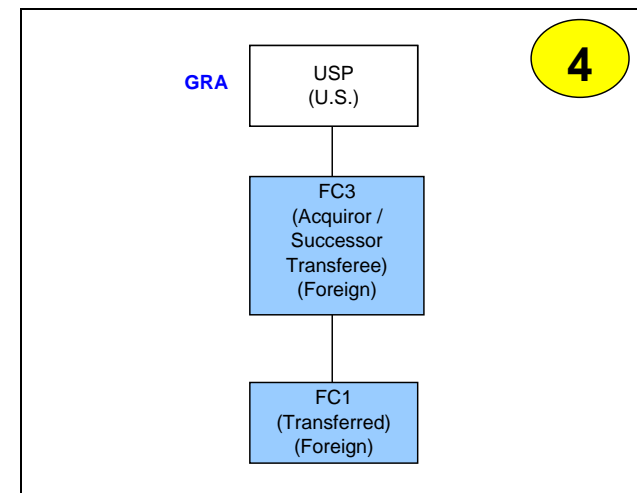 4
GRA
USP
(U.S.)
FC3
(Acquiror /
Successor
Transferee)
(Foreign)
FC1
(Transferred)
(Foreign)